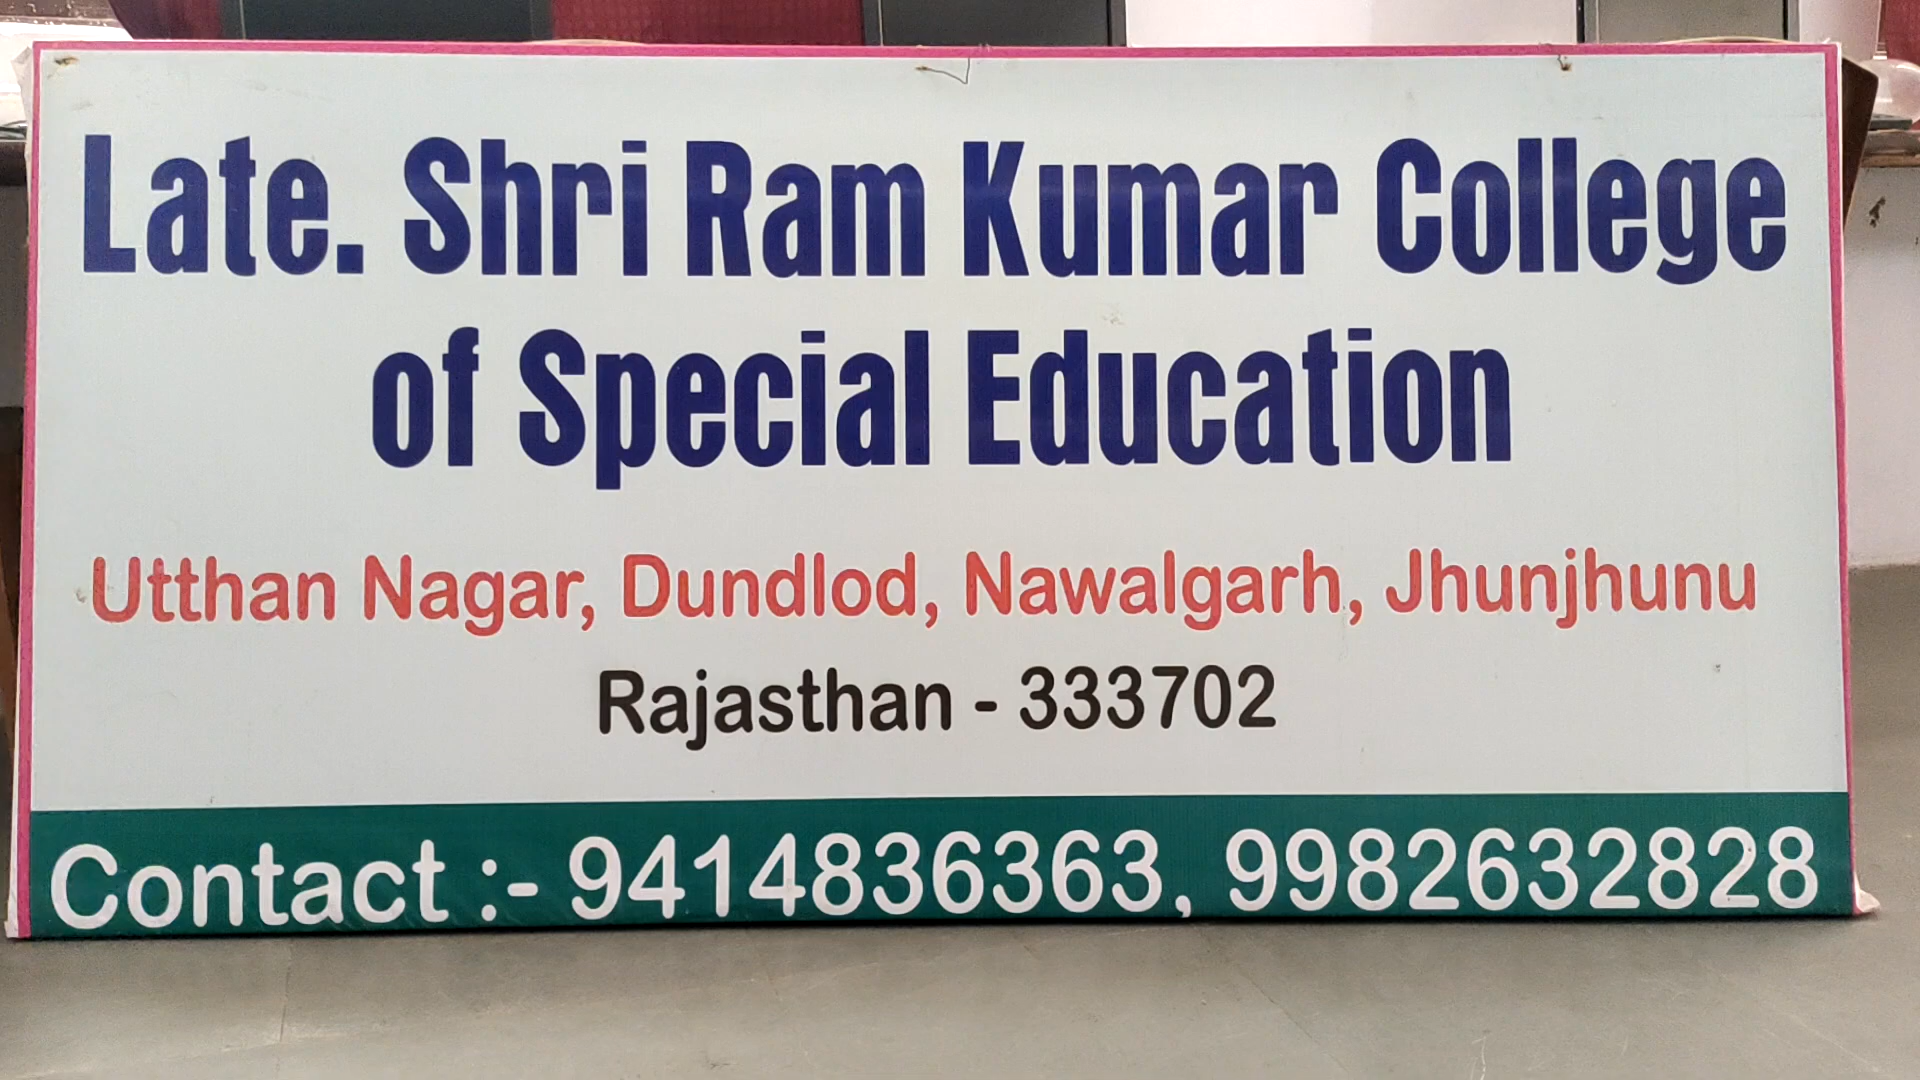 Late. Shri Ram Kumar College
of Special Education
Utthan Nagar, Dundlod, Nawalgarh, Jhunjhunu
Rajasthan - 333702
Contact :- 9414836363, 9982632828